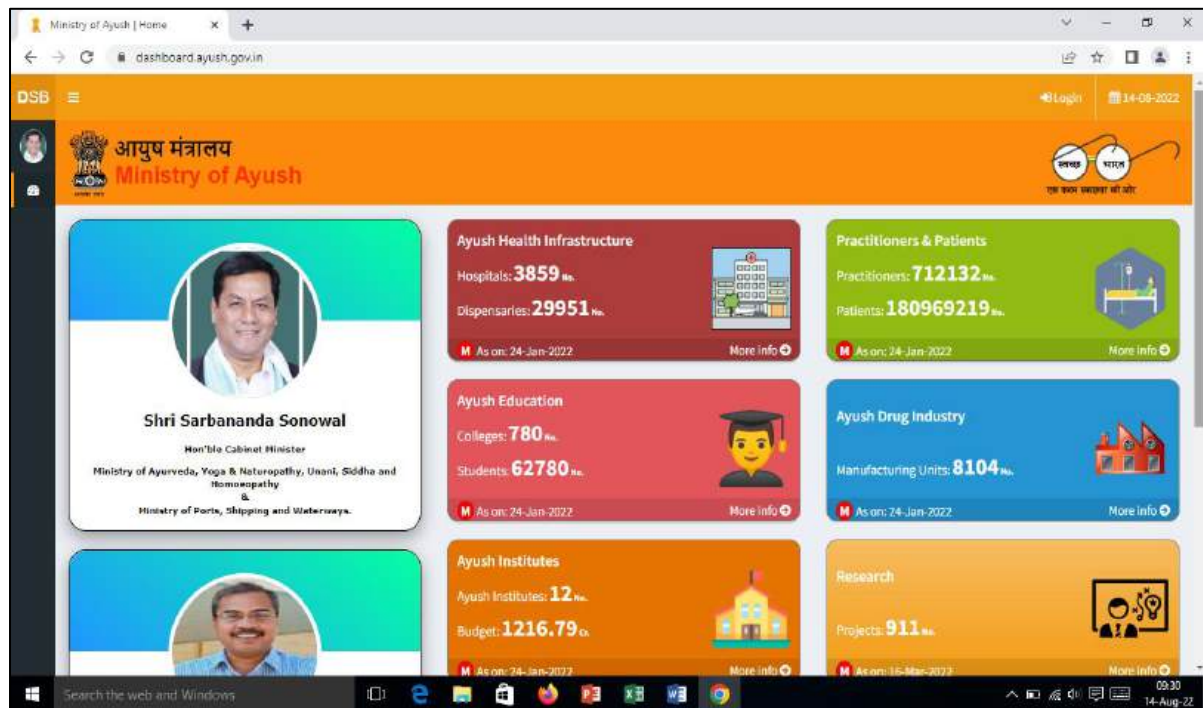 Ministry of Ayush | Home
dashboard.ayush.gov.in
DSB
Login
14-08-2022
आयुष मंत्रालय
Ministry of Ayush
स्वच्छ भारत
एक कदम स्वच्छता की ओर
Shri Sarbananda Sonowal
Hon'ble Cabinet Minister
Ministry of Ayurveda, Yoga & Naturopathy, Unani, Siddha and
Homoeopathy
&
Ministry of Ports, Shipping and Waterways.
Ayush Health Infrastructure
Hospitals: 3859 No.
Dispensaries: 29951 No.
M As on: 24-Jan-2022 More info
Practitioners & Patients
Practitioners: 712132 No.
Patients: 180969219 No.
M As on: 24-Jan-2022 More info
Ayush Education
Colleges: 780 No.
Students: 62780 No.
M As on: 24-Jan-2022 More info
Ayush Drug Industry
Manufacturing Units: 8104 No.
M As on: 24-Jan-2022 More info
Ayush Institutes
Ayush Institutes: 12 No.
Budget: 1216.79 Cr.
M As on: 24-Jan-2022 More info
Research
Projects: 911 No.
M As on: 16-Mar-2022 More info
Search the web and Windows
09:30
14-Aug-22